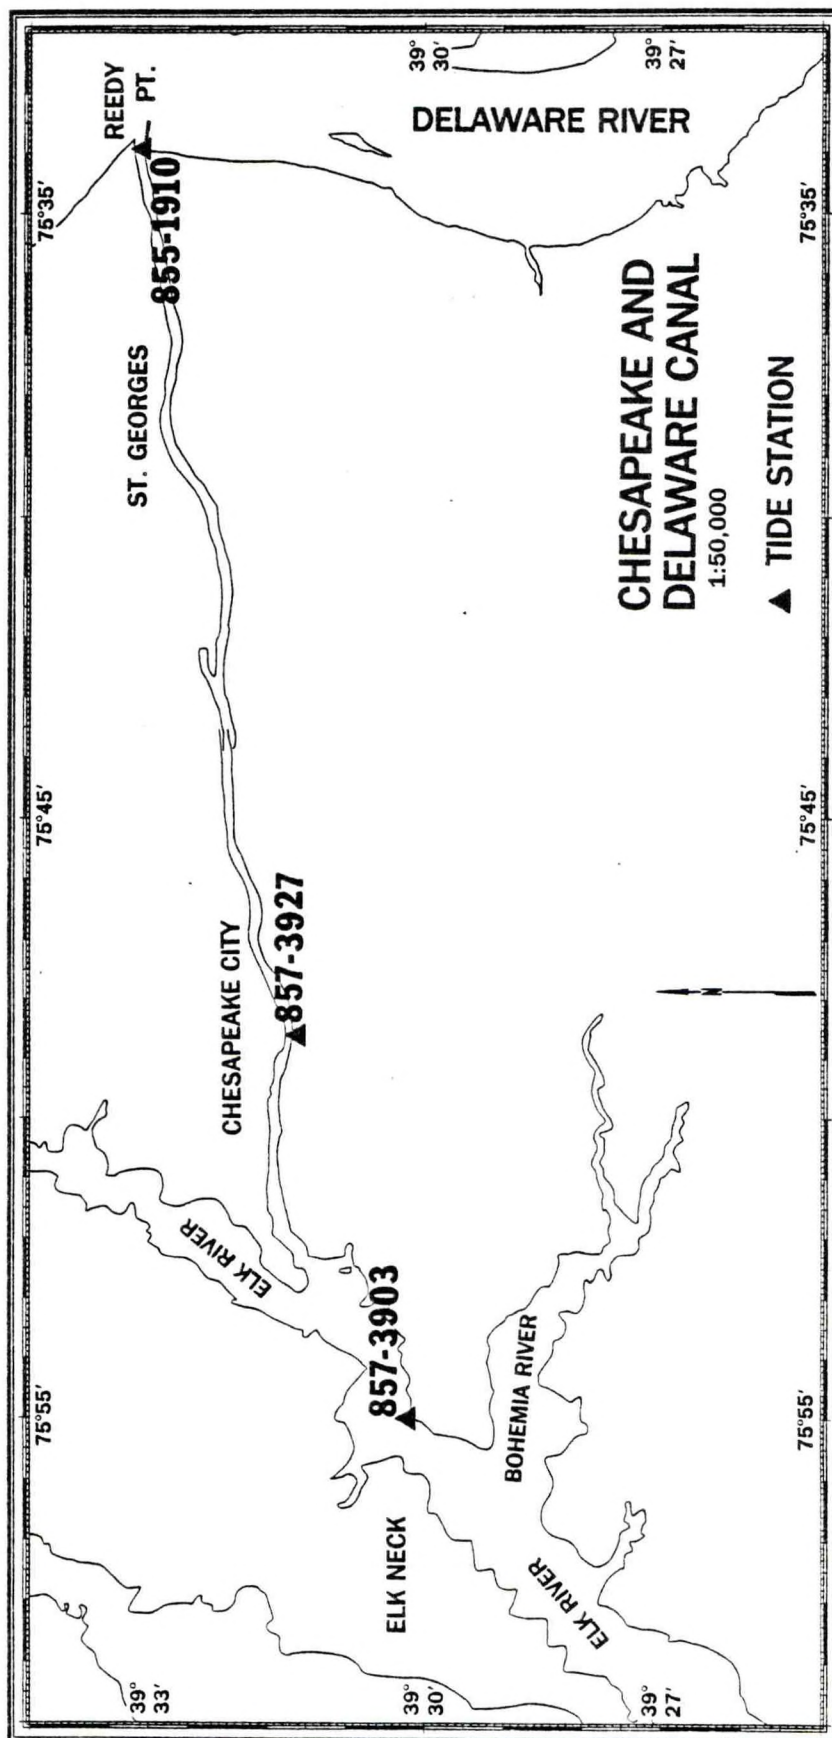 75°55′
75°45′
75°35′
REEDY
PT.
855-1910
ST. GEORGES
CHESAPEAKE CITY
857-3927
ELK RIVER
857-3903
ELK NECK
BOHEMIA RIVER
ELK RIVER
DELAWARE RIVER
39°
33′
39°
30′
39°
27′
39°
30′
39°
27′
N
CHESAPEAKE AND
DELAWARE CANAL
1:50,000
▲ TIDE STATION
75°55′
75°45′
75°35′